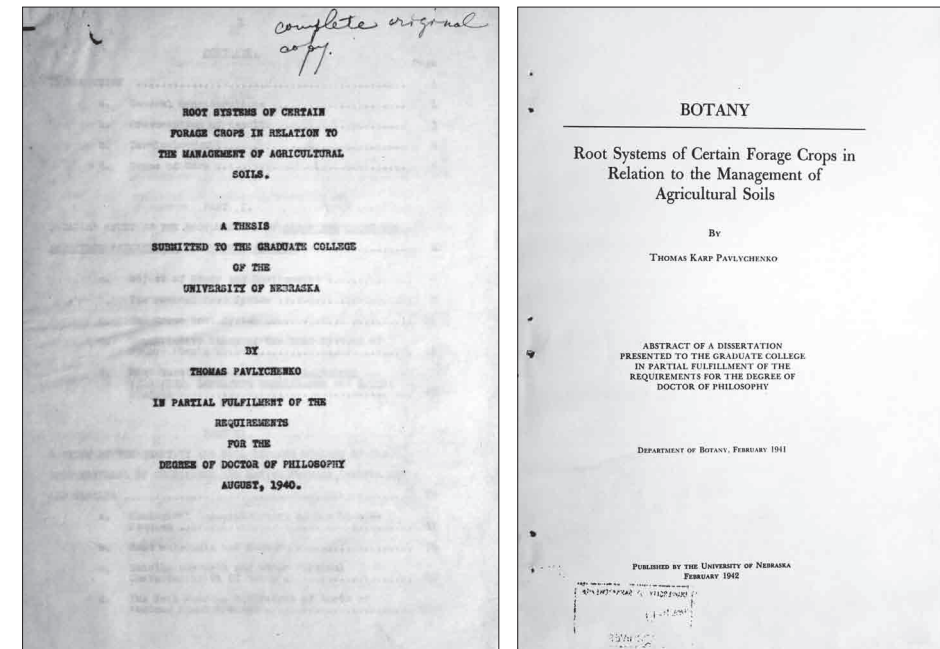 complete original
copy.
ROOT SYSTEMS OF CERTAIN
FORAGE CROPS IN RELATION TO
THE MANAGEMENT OF AGRICULTURAL
SOILS.
A THESIS
SUBMITTED TO THE GRADUATE COLLEGE
OF THE
UNIVERSITY OF NEBRASKA
BY
THOMAS PAVLYCHENKO
IN PARTIAL FULFILMENT OF THE
REQUIREMENTS
FOR THE
DEGREE OF DOCTOR OF PHILOSOPHY
AUGUST, 1940.
BOTANY
Root Systems of Certain Forage Crops in
Relation to the Management of
Agricultural Soils
By
Thomas Karp Pavlychenko
ABSTRACT OF A DISSERTATION
PRESENTED TO THE GRADUATE COLLEGE
IN PARTIAL FULFILLMENT OF THE
REQUIREMENTS FOR THE DEGREE OF
DOCTOR OF PHILOSOPHY
Department of Botany, February 1941
Published by the University of Nebraska
February 1942